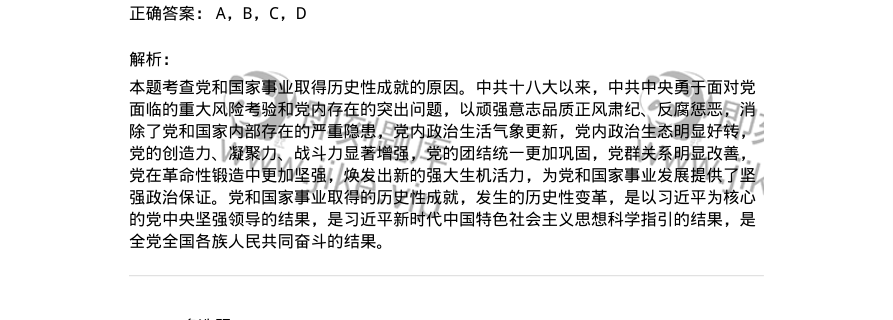 正确答案： A，B，C，D
解析：
本题考查党和国家事业取得历史性成就的原因。中共十八大以来，中共中央勇于面对党
面临的重大风险考验和党内存在的突出问题，以顽强意志品质正风肃纪、反腐惩恶，消
除了党和国家内部存在的严重隐患，党内政治生活气象更新，党内政治生态明显好转，
党的创造力、凝聚力、战斗力显著增强，党的团结统一更加巩固，党群关系明显改善，
党在革命性锻造中更加坚强，焕发出新的强大生机活力，为党和国家事业发展提供了坚
强政治保证。党和国家事业取得的历史性成就，发生的历史性变革，是以习近平为核心
的党中央坚强领导的结果，是习近平新时代中国特色社会主义思想科学指引的结果，是
全党全国各族人民共同奋斗的结果。